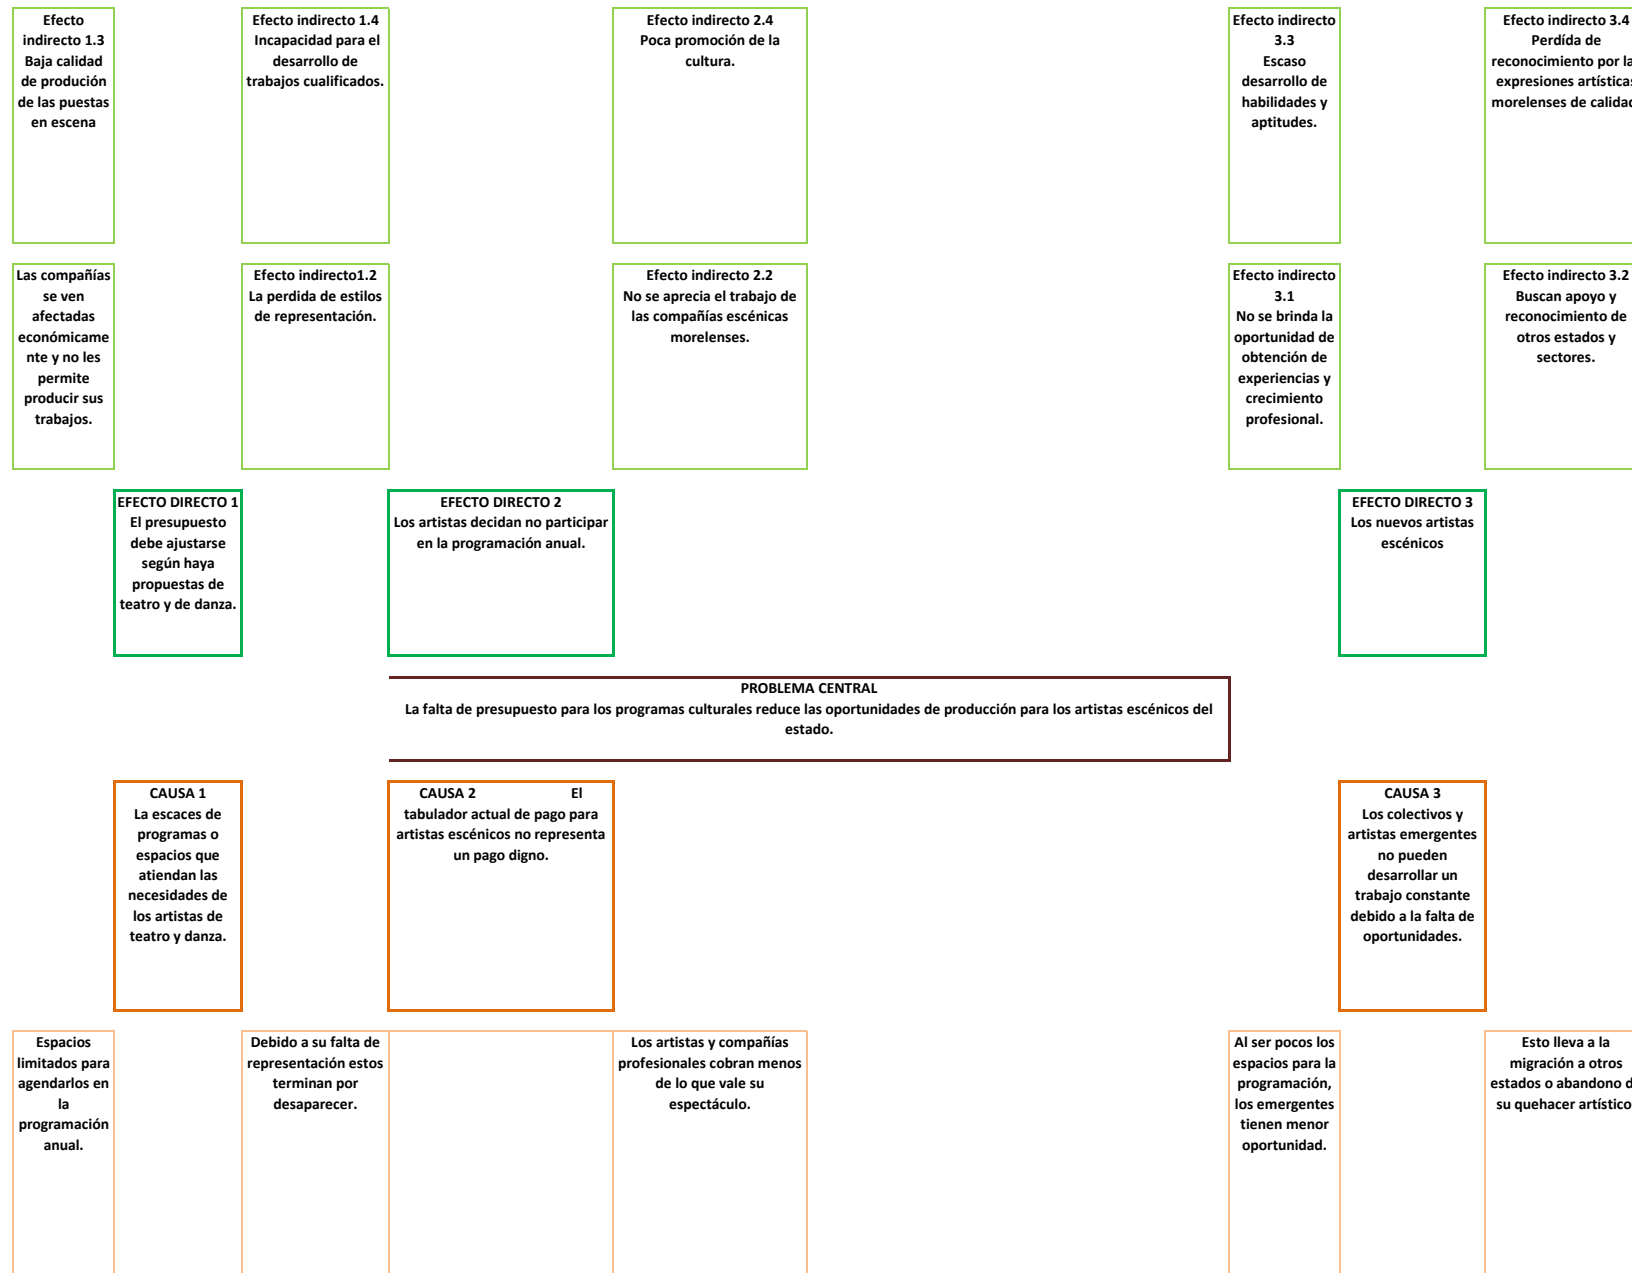 Efecto
indirecto 1.3
Baja calidad
de produción
de las puestas
en escena
Efecto indirecto 1.4
Incapacidad para el
desarrollo de
trabajos cualificados.
Efecto indirecto 2.4
Poca promoción de la
cultura.
Efecto indirecto
3.3
Escaso
desarrollo de
habilidades y
aptitudes.
Efecto indirecto 3.4
Perdída de
reconocimiento por la
expresiones artísticas
morelenses de calidad
Las compañías
se ven
afectadas
económicame
nte y no les
permite
producir sus
trabajos.
Efecto indirecto1.2
La perdida de estilos
de representación.
Efecto indirecto 2.2
No se aprecia el trabajo de
las compañías escénicas
morelenses.
Efecto indirecto
3.1
No se brinda la
oportunidad de
obtención de
experiencias y
crecimiento
profesional.
Efecto indirecto 3.2
Buscan apoyo y
reconocimiento de
otros estados y
sectores.
EFECTO DIRECTO 1
El presupuesto
debe ajustarse
según haya
propuestas de
teatro y de danza.
EFECTO DIRECTO 2
Los artistas decidan no participar
en la programación anual.
EFECTO DIRECTO 3
Los nuevos artistas
escénicos
PROBLEMA CENTRAL
La falta de presupuesto para los programas culturales reduce las oportunidades de producción para los artistas escénicos del
estado.
CAUSA 1
La escaces de
programas o
espacios que
atiendan las
necesidades de
los artistas de
teatro y danza.
CAUSA 2 El
tabulador actual de pago para
artistas escénicos no representa
un pago digno.
CAUSA 3
Los colectivos y
artistas emergentes
no pueden
desarrollar un
trabajo constante
debido a la falta de
oportunidades.
Espacios
limitados para
agendarlos en
la
programación
anual.
Debido a su falta de
representación estos
terminan por
desaparecer.
Los artistas y compañías
profesionales cobran menos
de lo que vale su
espectáculo.
Al ser pocos los
espacios para la
programación,
los emergentes
tienen menor
oportunidad.
Esto lleva a la
migración a otros
estados o abandono d
su quehacer artístico